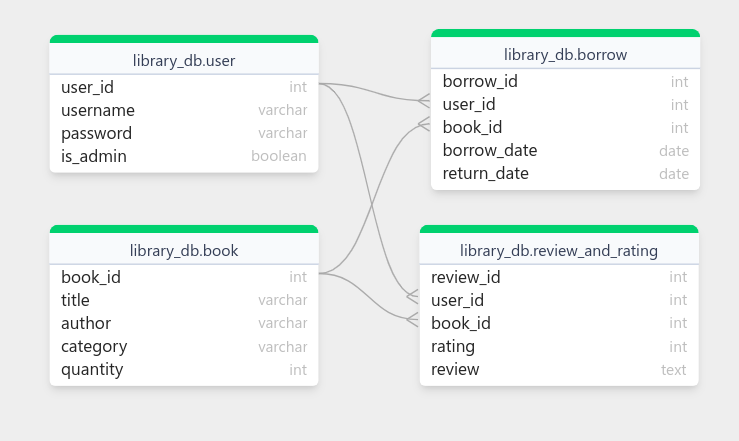 library_db.user
user_id int
username varchar
password varchar
is_admin boolean
library_db.borrow
borrow_id int
user_id int
book_id int
borrow_date date
return_date date
library_db.book
book_id int
title varchar
author varchar
category varchar
quantity int
library_db.review_and_rating
review_id int
user_id int
book_id int
rating int
review text